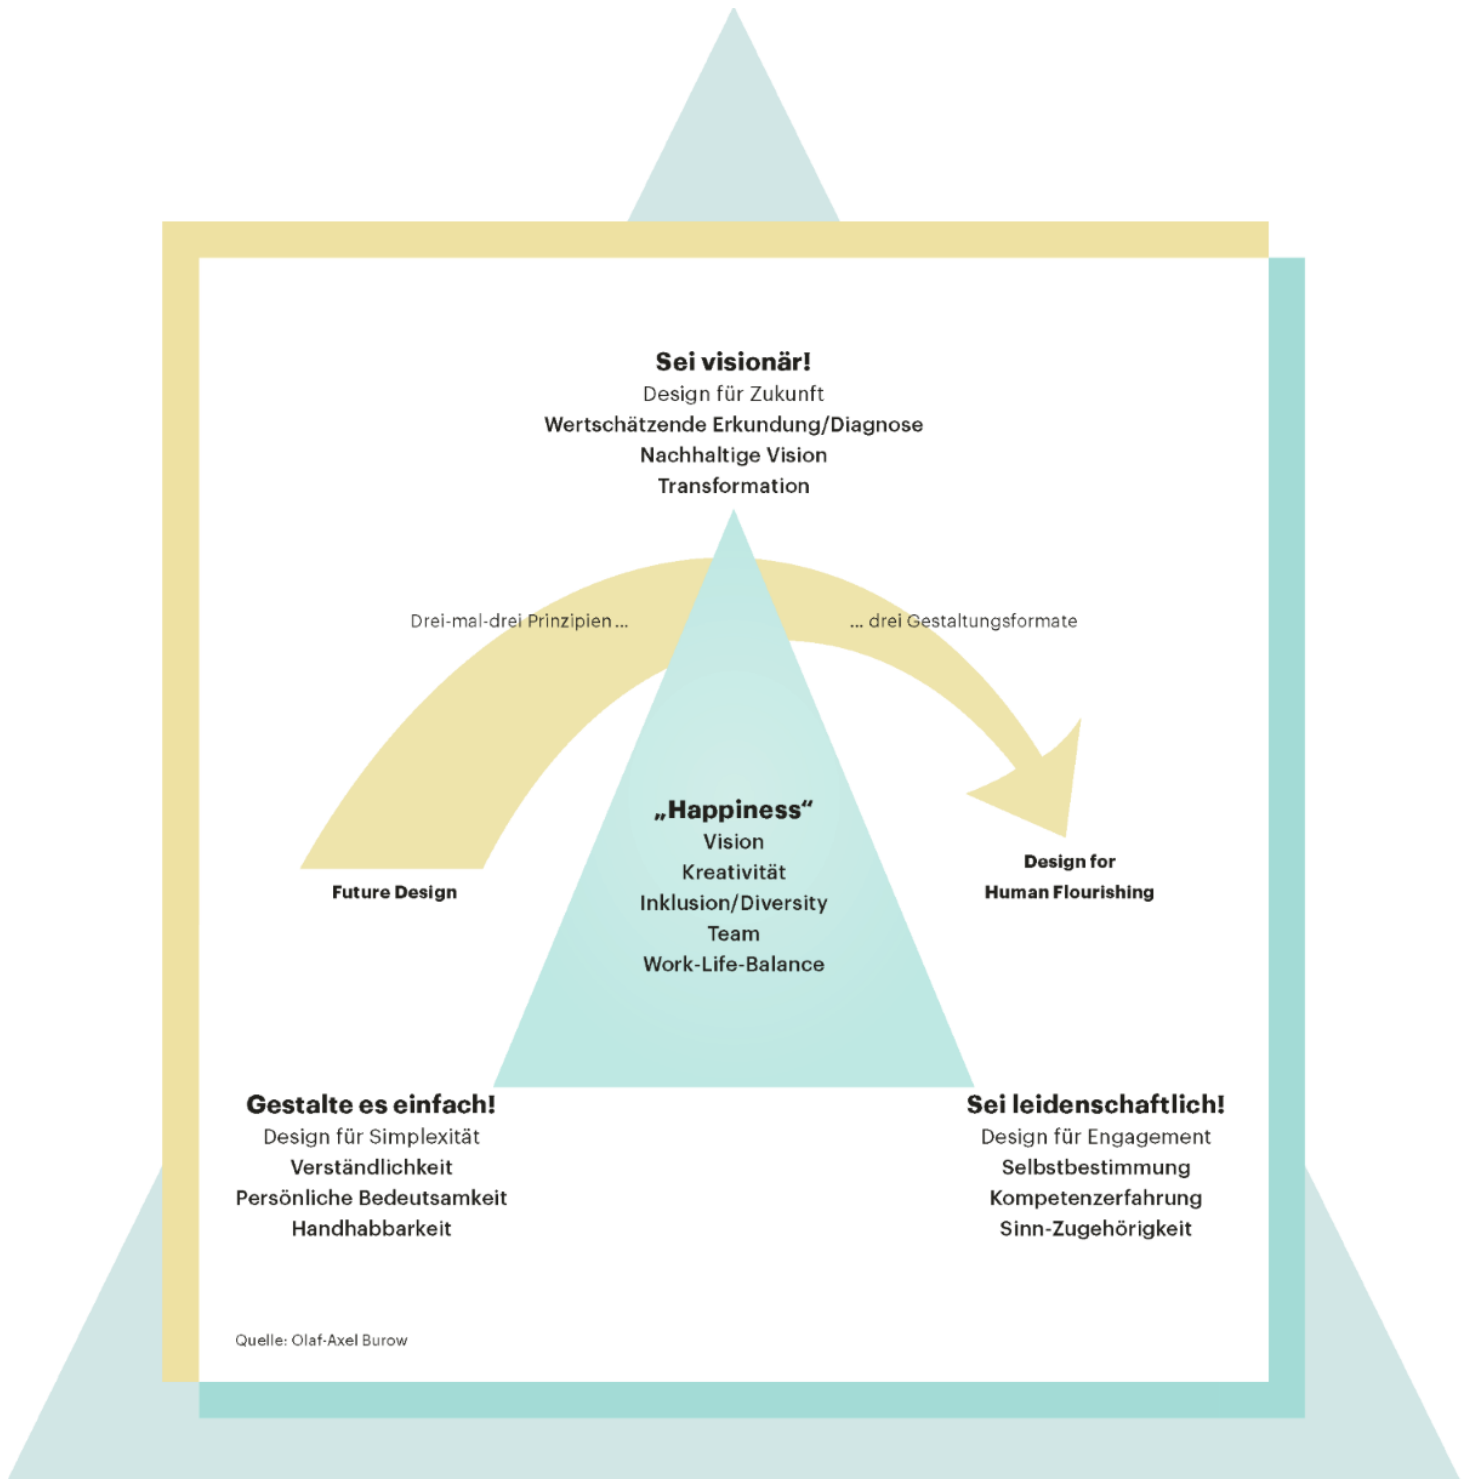 Sei visionär!
Design für Zukunft
Wertschätzende Erkundung/Diagnose
Nachhaltige Vision
Transformation
Drei-mal-drei Prinzipien ...
... drei Gestaltungsformate
„Happiness“
Vision
Kreativität
Inklusion/Diversity
Team
Work-Life-Balance
Future Design
Design for
Human Flourishing
Gestalte es einfach!
Design für Simplexität
Verständlichkeit
Persönliche Bedeutsamkeit
Handhabbarkeit
Sei leidenschaftlich!
Design für Engagement
Selbstbestimmung
Kompetenzerfahrung
Sinn-Zugehörigkeit
Quelle: Olaf-Axel Burow